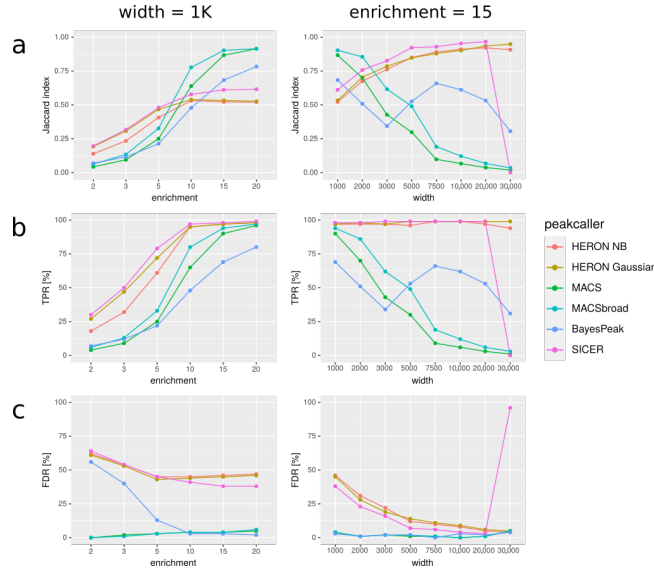 width = 1K
enrichment = 15
a
Jaccard Index
1.00
0.75
0.50
0.25
0.00
2 3 5 10 15 20
enrichment
Jaccard Index
1.00
0.75
0.50
0.25
0.00
1000 2000 3000 5000 7500 10,000 20,000 30,000
width
b
TPR [%]
100
75
50
25
0
2 3 5 10 15 20
enrichment
TPR [%]
100
75
50
25
0
1000 2000 3000 5000 7500 10,000 20,000 30,000
width
peakcaller
HERON NB
HERON Gaussian
MACS
MACSbroad
BayesPeak
SICER
c
FDR [%]
100
75
50
25
0
2 3 5 10 15 20
enrichment
FDR [%]
100
75
50
25
0
1000 2000 3000 5000 7500 10,000 20,000 30,000
width